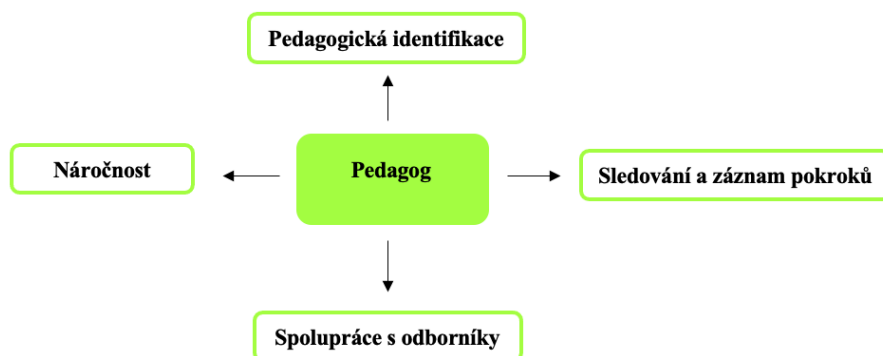 Pedagogická identifikace
Náročnost
Pedagog
Sledování a záznam pokroků
Spolupráce s odborníky